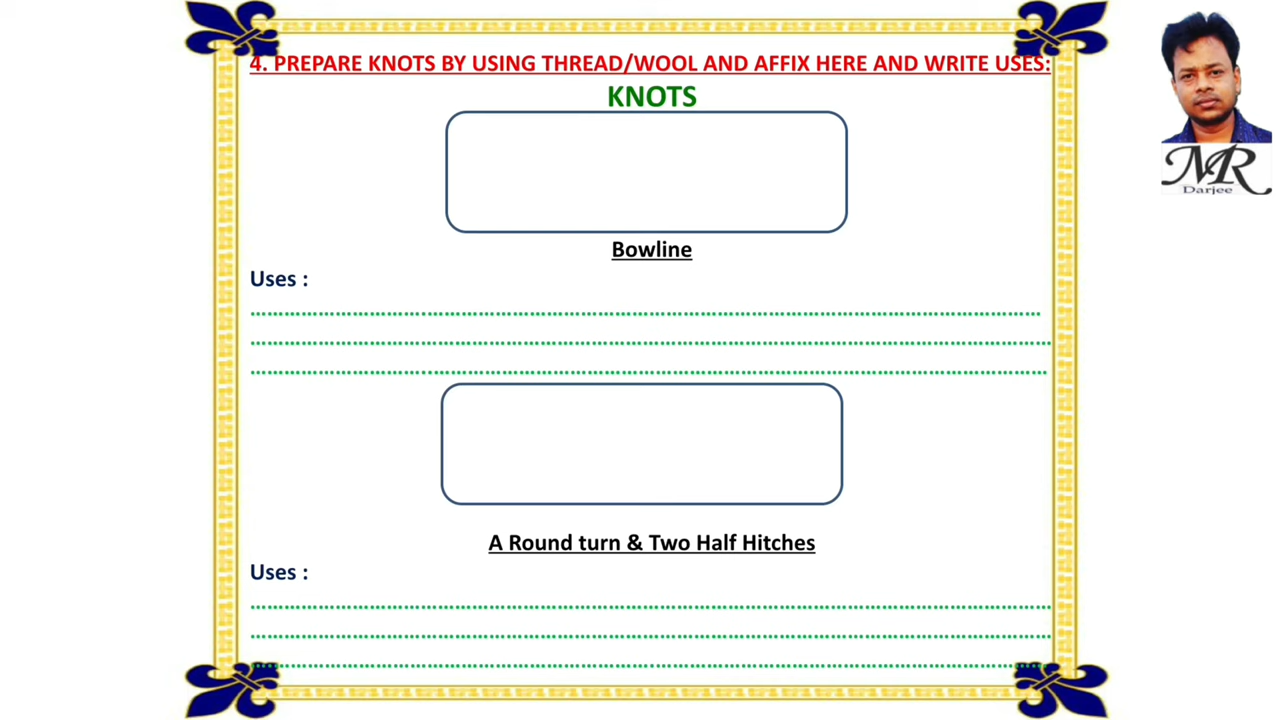 4. PREPARE KNOTS BY USING THREAD/WOOL AND AFFIX HERE AND WRITE USES:
KNOTS
MR
Darjee
Bowline
Uses :
................................................................................
................................................................................
................................................................................
A Round turn & Two Half Hitches
Uses :
................................................................................
................................................................................
................................................................................